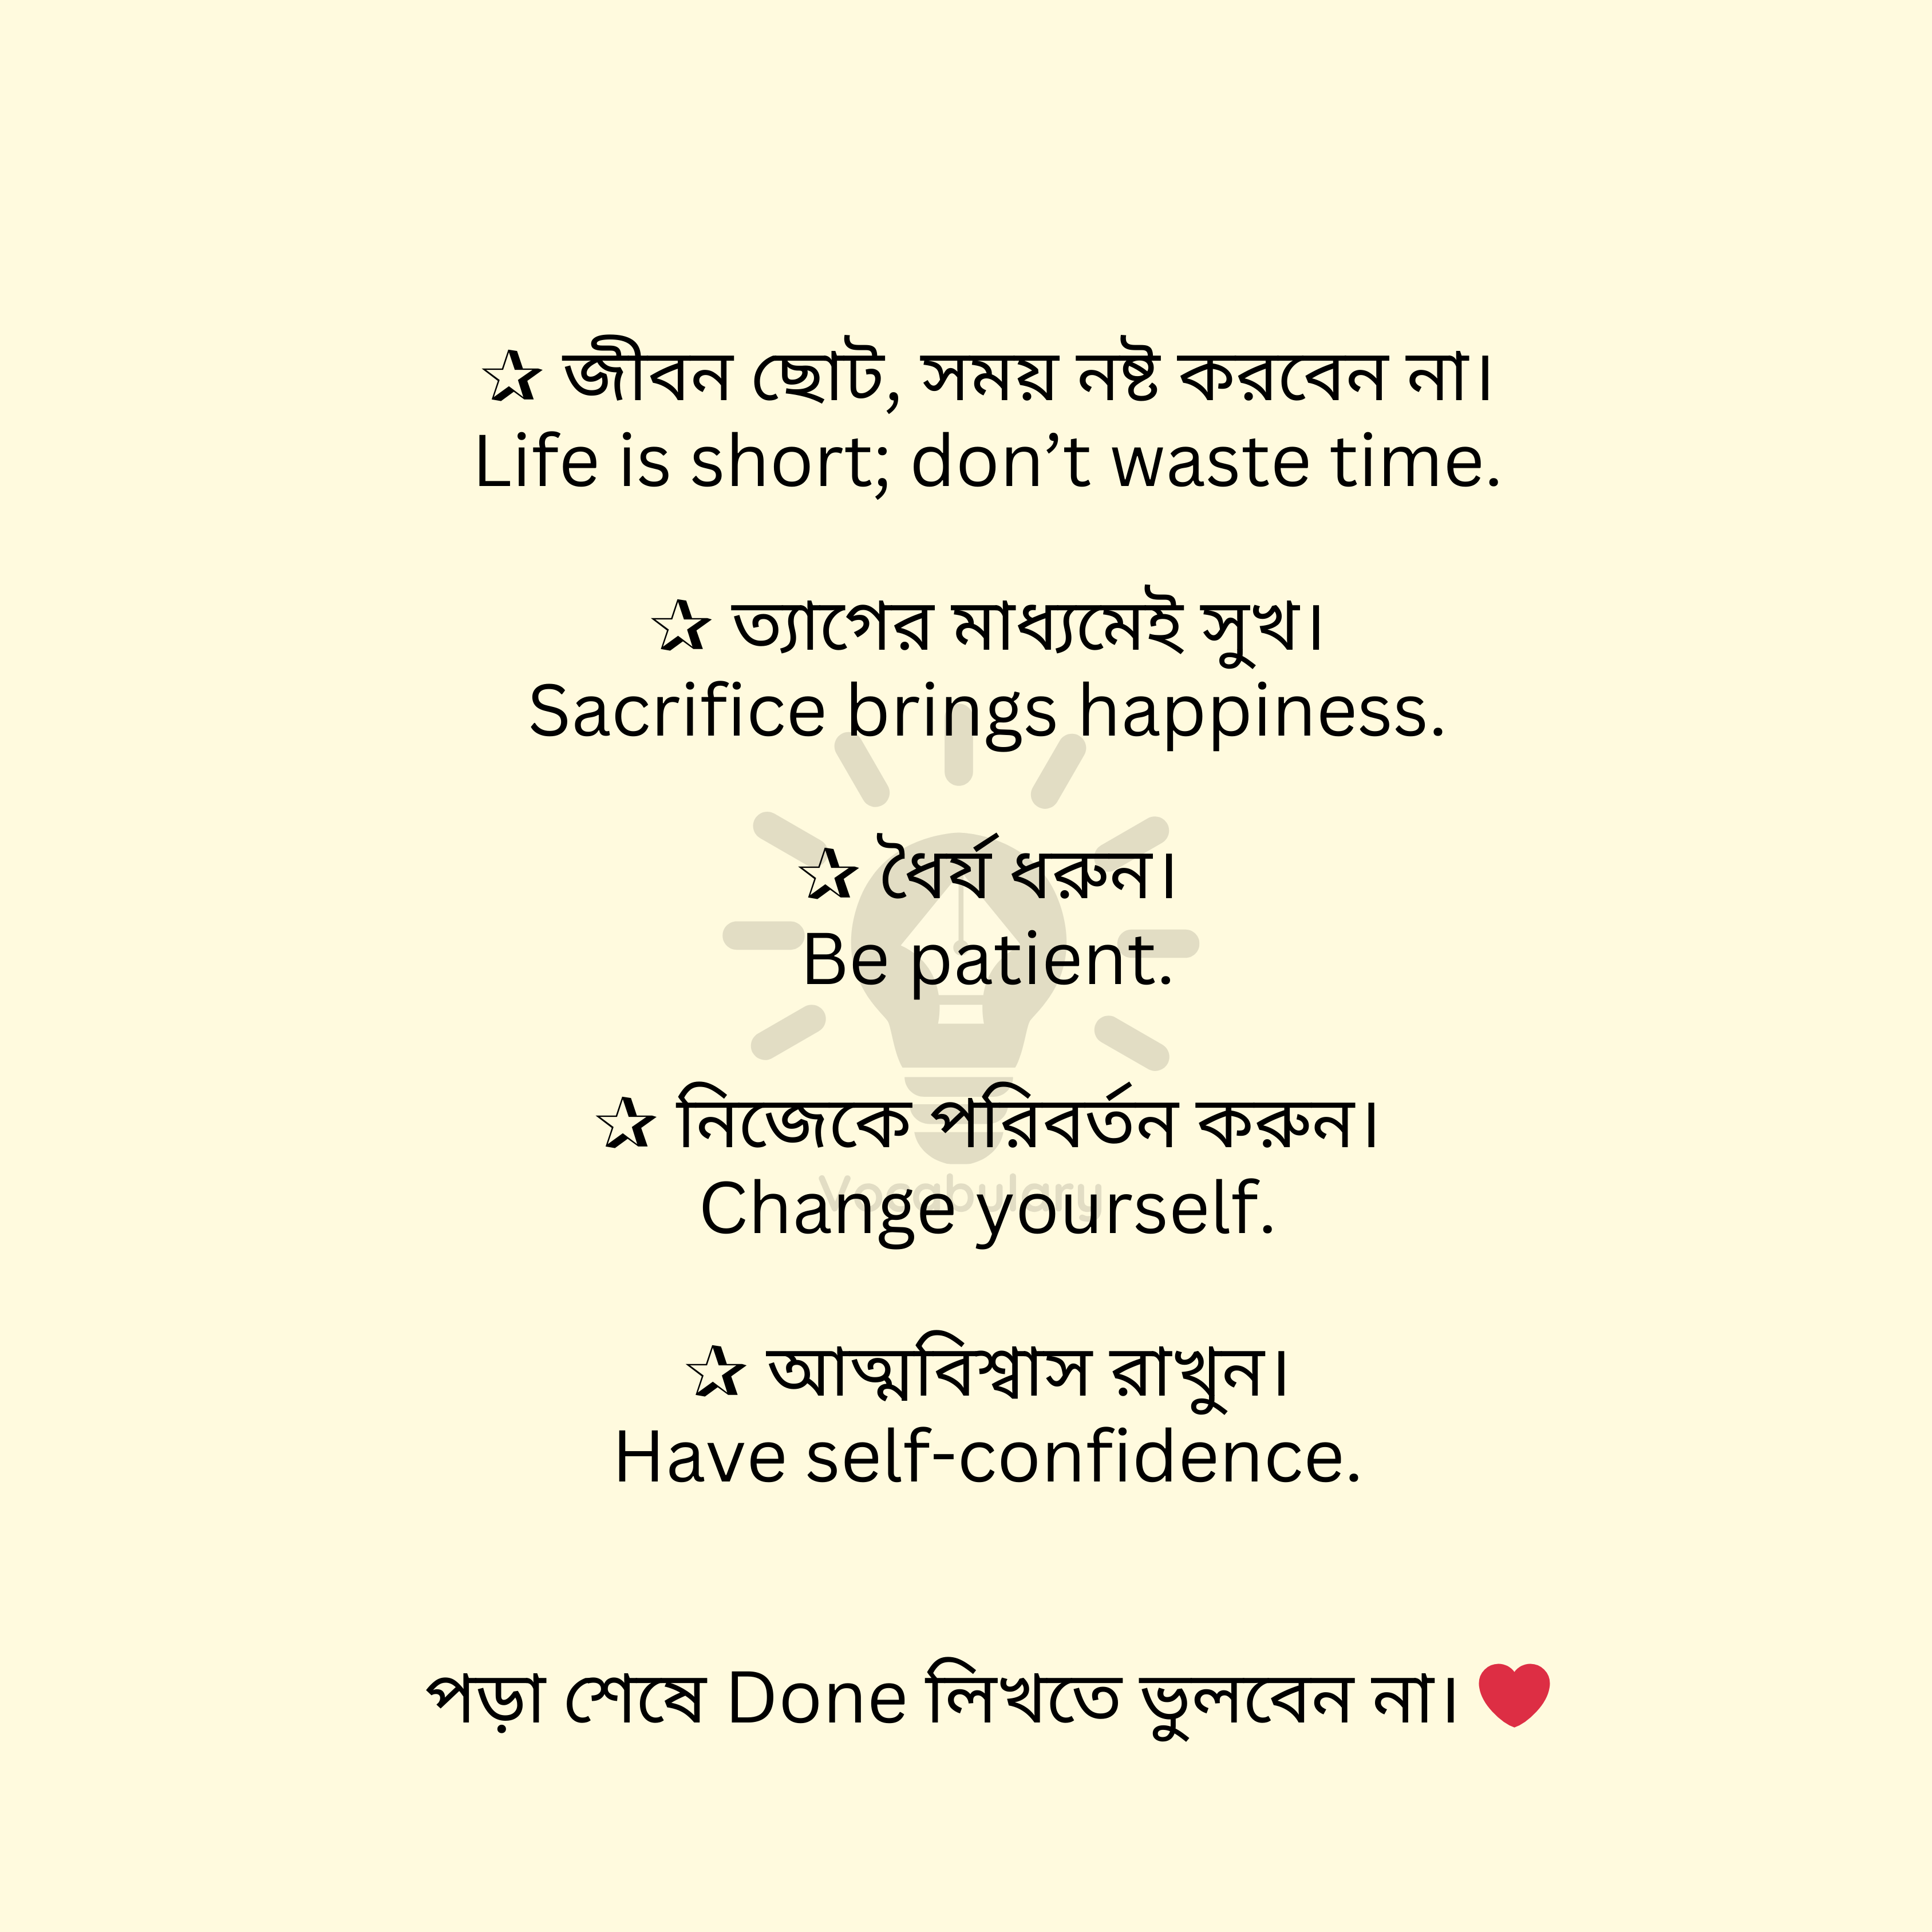 ✰ জীবন ছোট, সময় নষ্ট করবেন না।
Life is short; don’t waste time.
✰ ত্যাগের মাধ্যমেই সুখ।
Sacrifice brings happiness.
✰ ধৈর্য ধরুন।
Be patient.
✰ নিজেকে পরিবর্তন করুন।
Vocabulary
Change yourself.
✰ আত্মবিশ্বাস রাখুন।
Have self-confidence.
পড়া শেষে Done লিখতে ভুলবেন না। ❤️